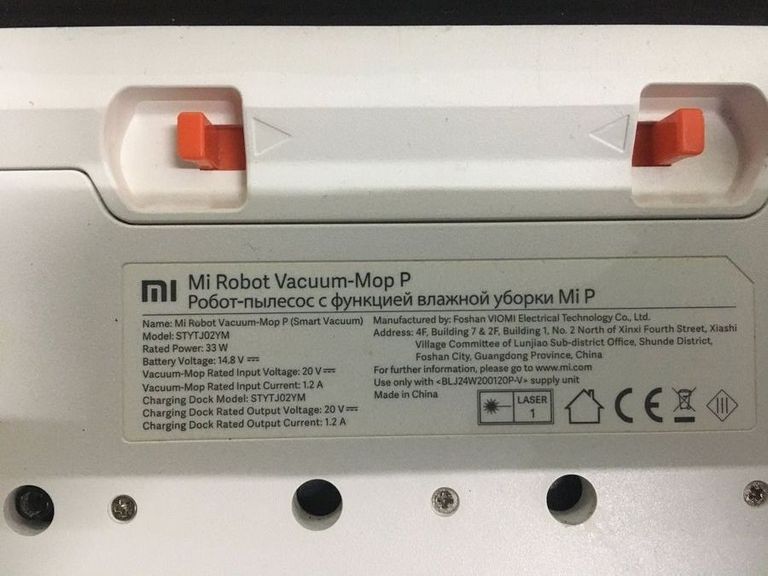 mi Mi Robot Vacuum-Mop P
Робот-пылесос с функцией влажной уборки Mi P
Name: Mi Robot Vacuum-Mop P (Smart Vacuum)
Model: STYTJ02YM
Rated Power: 33 W
Battery Voltage: 14.8 V ⎓
Vacuum-Mop Rated Input Voltage: 20 V ⎓
Vacuum-Mop Rated Input Current: 1.2 A
Charging Dock Model: STYTJ02YM
Charging Dock Rated Output Voltage: 20 V ⎓
Charging Dock Rated Output Current: 1.2 A
Manufactured by: Foshan VIOMI Electrical Technology Co., Ltd.
Address: 4F, Building 7 & 2F, Building 1, No. 2 North of Xinxi Fourth Street, Xiashi
Village Committee of Lunjiao Sub-district Office, Shunde District,
Foshan City, Guangdong Province, China
For further information, please go to www.mi.com
Use only with <BLJ24W200120P-V> supply unit
Made in China
LASER
1
CE